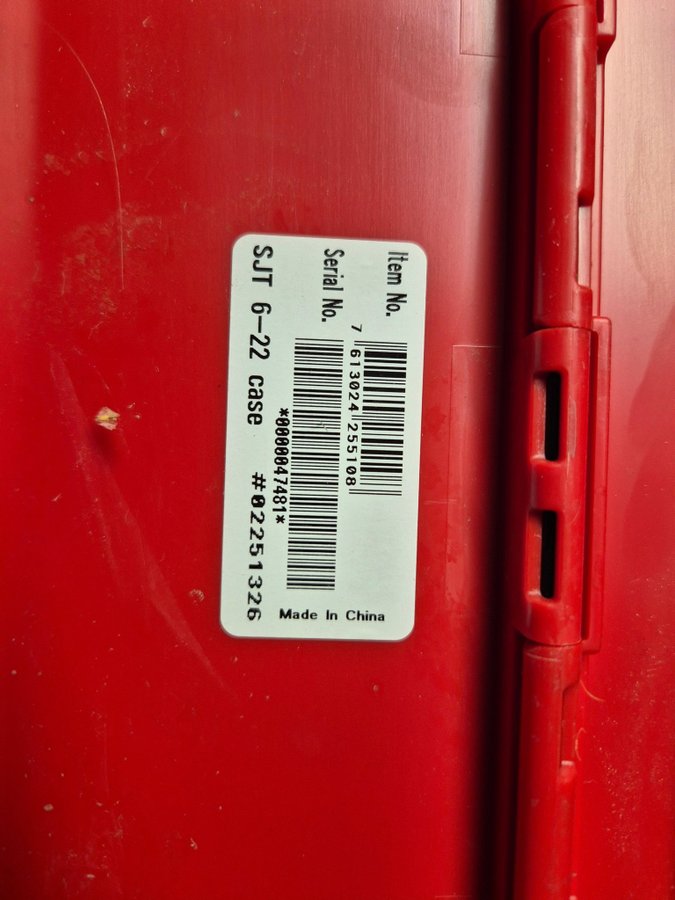 Item No.
7 613024 255108
Serial No.
*0000047481*
SJT 6-22 case #02251326
Made In China